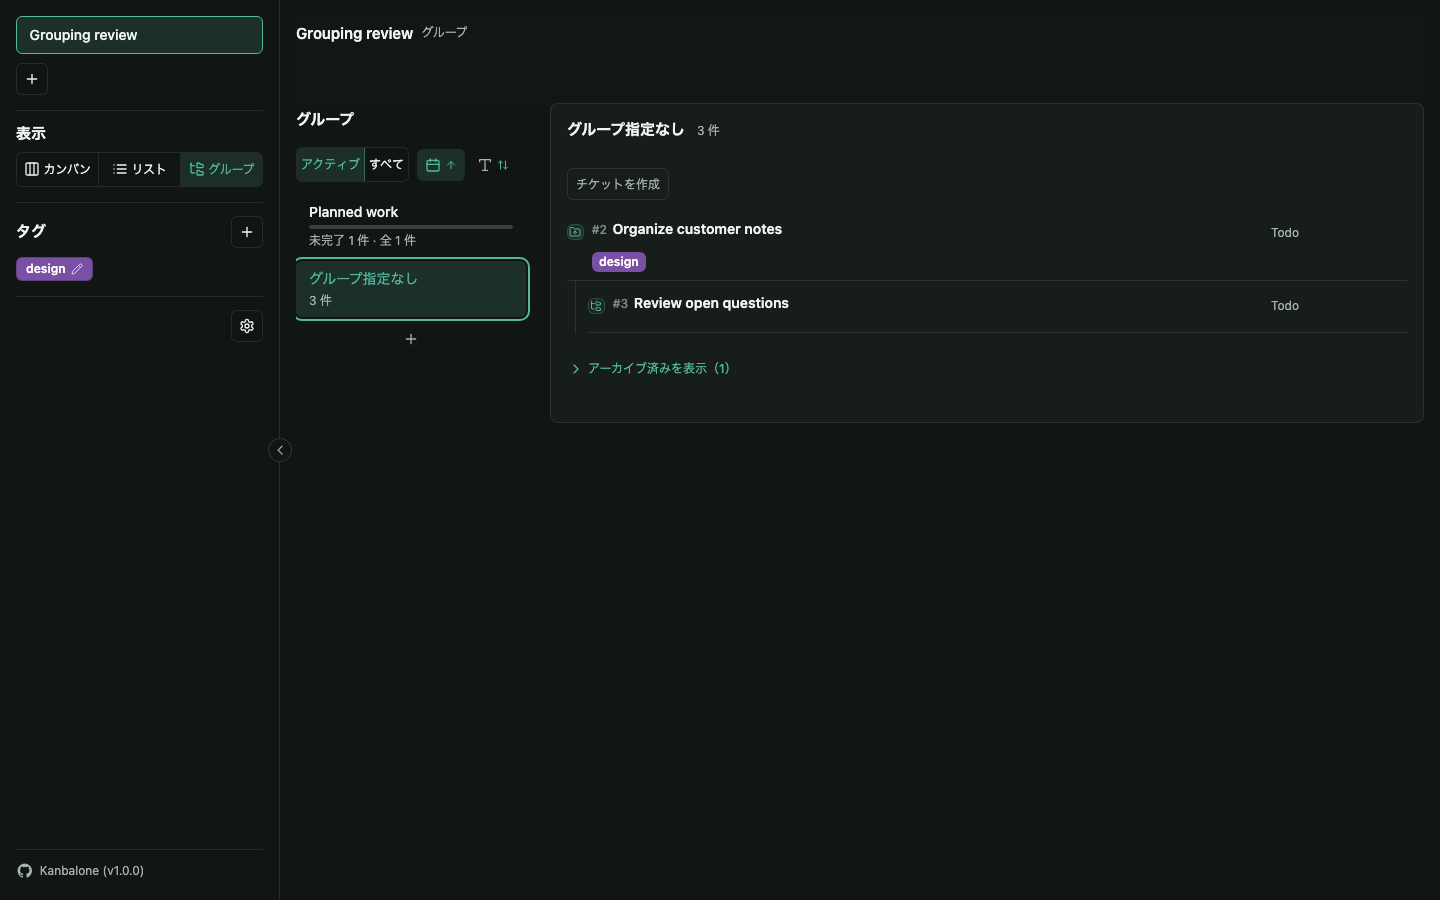 Grouping review
表示
カンバン リスト グループ
タグ
design
Kanbalone (v1.0.0)
Grouping review グループ
グループ
アクティブ すべて
Planned work
未完了 1 件 · 全 1 件
グループ指定なし
3 件
グループ指定なし 3 件
チケットを作成
#2 Organize customer notes Todo
design
#3 Review open questions Todo
アーカイブ済みを表示（1）